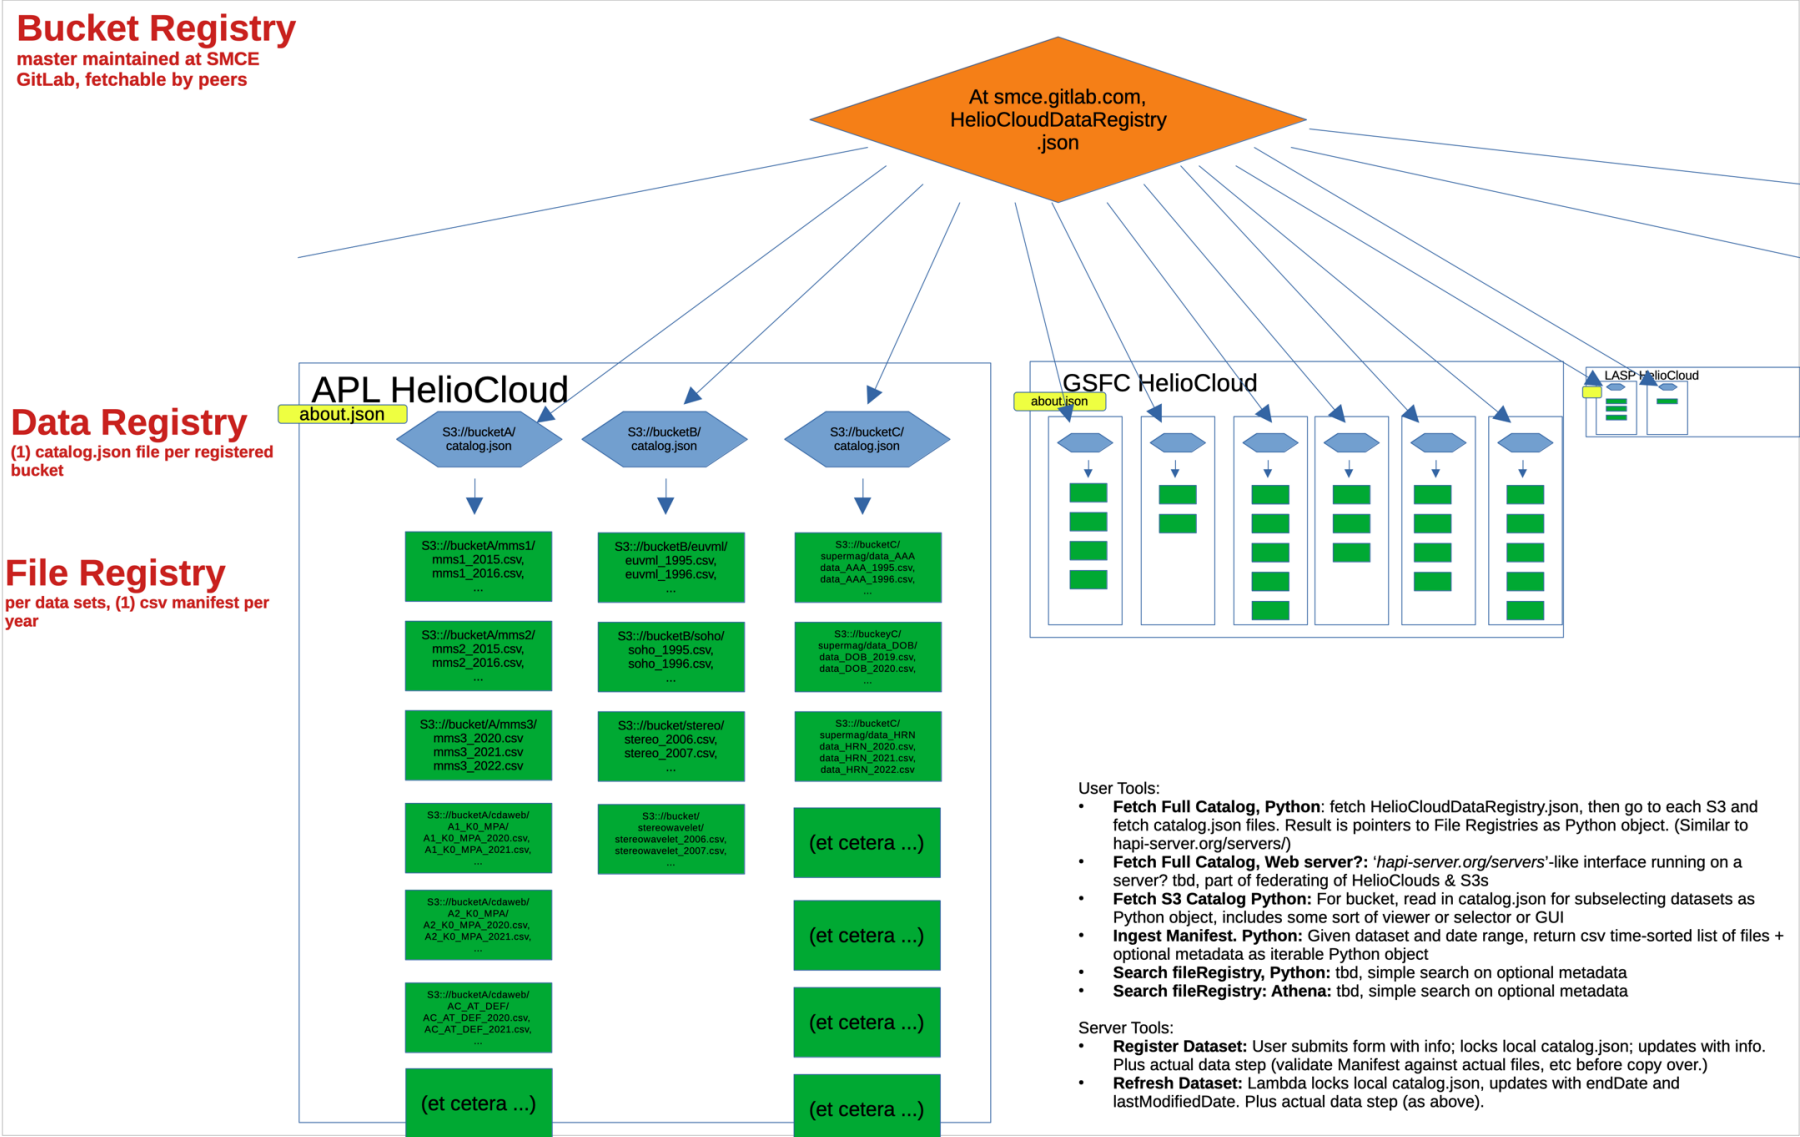 Bucket Registry
master maintained at SMCE
GitLab, fetchable by peers
At smce.gitlab.com,
HelioCloudDataRegistry
.json
APL HelioCloud
about.json
GSFC HelioCloud
about.json
LASP HelioCloud
Data Registry
(1) catalog.json file per registered
bucket
S3://bucketA/
catalog.json
S3://bucketB/
catalog.json
S3://bucketC/
catalog.json
File Registry
per data sets, (1) csv manifest per
year
S3:://bucketA/mms1/
mms1_2015.csv,
mms1_2016.csv,
...
S3:://bucketA/mms2/
mms2_2015.csv,
mms2_2016.csv,
...
S3:://bucket/A/mms3/
mms3_2020.csv
mms3_2021.csv
mms3_2022.csv
S3:://bucketA/cdaweb/
A1_K0_MPA/
A1_K0_MPA_2020.csv,
A1_K0_MPA_2021.csv,
...
S3:://bucketA/cdaweb/
A2_K0_MPA/
A2_K0_MPA_2020.csv,
A2_K0_MPA_2021.csv,
...
S3:://bucketA/cdaweb/
AC_AT_DEF/
AC_AT_DEF_2020.csv,
AC_AT_DEF_2021.csv,
...
(et cetera ...)
S3:://bucketB/euvml/
euvml_1995.csv,
euvml_1996.csv,
...
S3:://bucketB/soho/
soho_1995.csv,
soho_1996.csv,
...
S3:://bucket/stereo/
stereo_2006.csv,
stereo_2007.csv,
...
S3:://bucket/
stereowavelet/
stereowavelet_2006.csv,
stereowavelet_2007.csv,
...
S3:://bucketC/
supermag/data_AAA
data_AAA_1995.csv,
data_AAA_1996.csv,
...
S3:://buckeyC/
supermag/data_DOB/
data_DOB_2019.csv,
data_DOB_2020.csv,
...
S3:://bucketC/
supermag/data_HRN
data_HRN_2020.csv,
data_HRN_2021.csv,
data_HRN_2022.csv
(et cetera ...)
(et cetera ...)
(et cetera ...)
(et cetera ...)
User Tools:
• Fetch Full Catalog, Python: fetch HelioCloudDataRegistry.json, then go to each S3 and
fetch catalog.json files. Result is pointers to File Registries as Python object. (Similar to
hapi-server.org/servers/)
• Fetch Full Catalog, Web server?: ‘hapi-server.org/servers’-like interface running on a
server? tbd, part of federating of HelioClouds & S3s
• Fetch S3 Catalog Python: For bucket, read in catalog.json for subselecting datasets as
Python object, includes some sort of viewer or selector or GUI
• Ingest Manifest. Python: Given dataset and date range, return csv time-sorted list of files +
optional metadata as iterable Python object
• Search fileRegistry, Python: tbd, simple search on optional metadata
• Search fileRegistry: Athena: tbd, simple search on optional metadata
Server Tools:
• Register Dataset: User submits form with info; locks local catalog.json; updates with info.
Plus actual data step (validate Manifest against actual files, etc before copy over.)
• Refresh Dataset: Lambda locks local catalog.json, updates with endDate and
lastModifiedDate. Plus actual data step (as above).